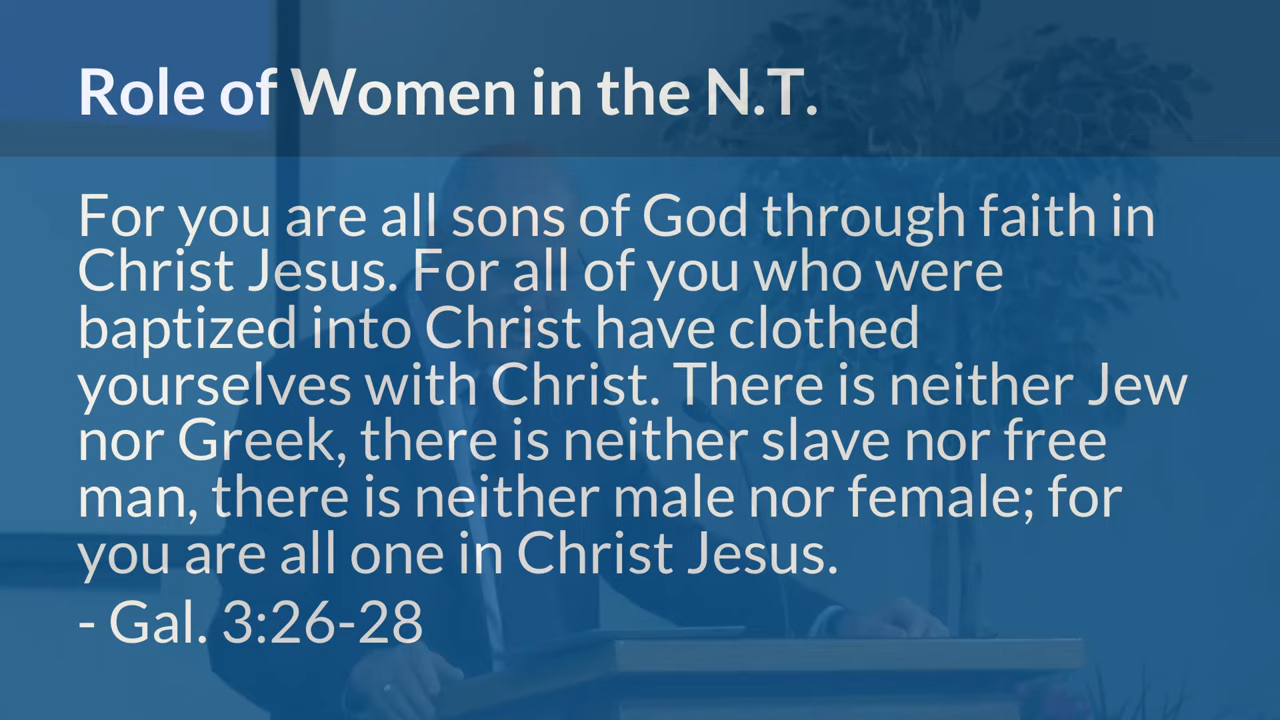 Role of Women in the N.T.
For you are all sons of God through faith in
Christ Jesus. For all of you who were
baptized into Christ have clothed
yourselves with Christ. There is neither Jew
nor Greek, there is neither slave nor free
man, there is neither male nor female; for
you are all one in Christ Jesus.
- Gal. 3:26-28